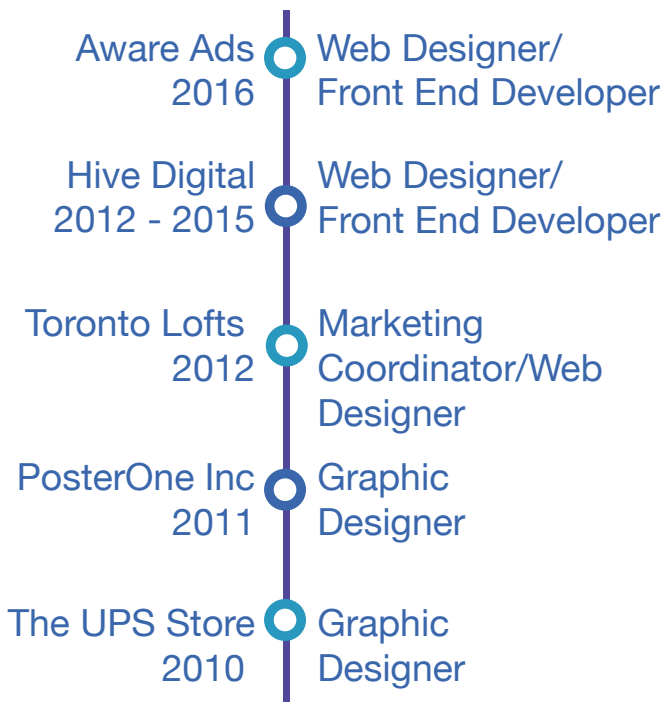 Aware Ads
2016
Web Designer/
Front End Developer
Hive Digital
2012 - 2015
Web Designer/
Front End Developer
Toronto Lofts
2012
Marketing
Coordinator/Web
Designer
PosterOne Inc
2011
Graphic
Designer
The UPS Store
2010
Graphic
Designer